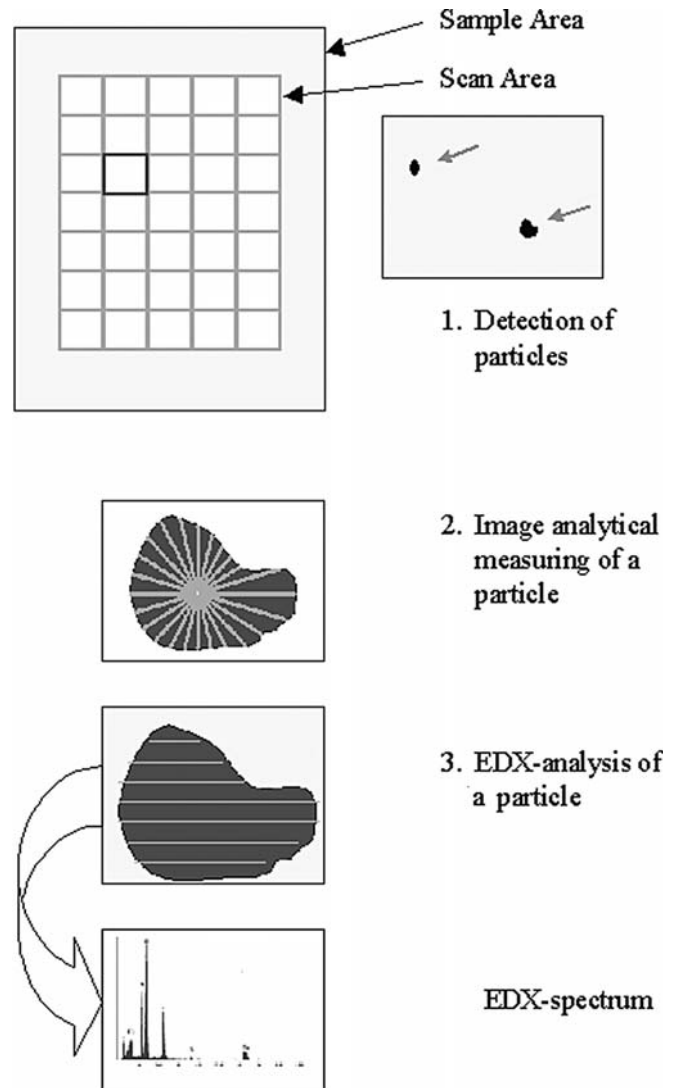 Sample Area
Scan Area
1. Detection of
particles
2. Image analytical
measuring of a
particle
3. EDX-analysis of
a particle
EDX-spectrum